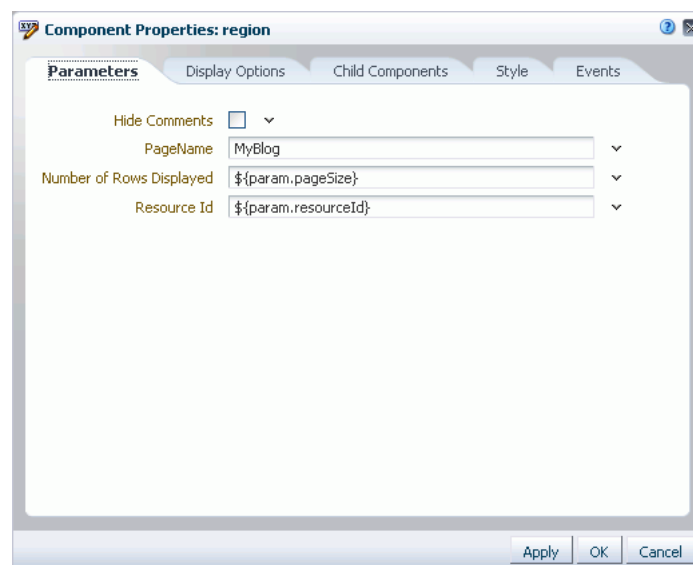 Component Properties: region
Parameters Display Options Child Components Style Events
Hide Comments
PageName MyBlog
Number of Rows Displayed ${param.pageSize}
Resource Id ${param.resourceId}
Apply OK Cancel